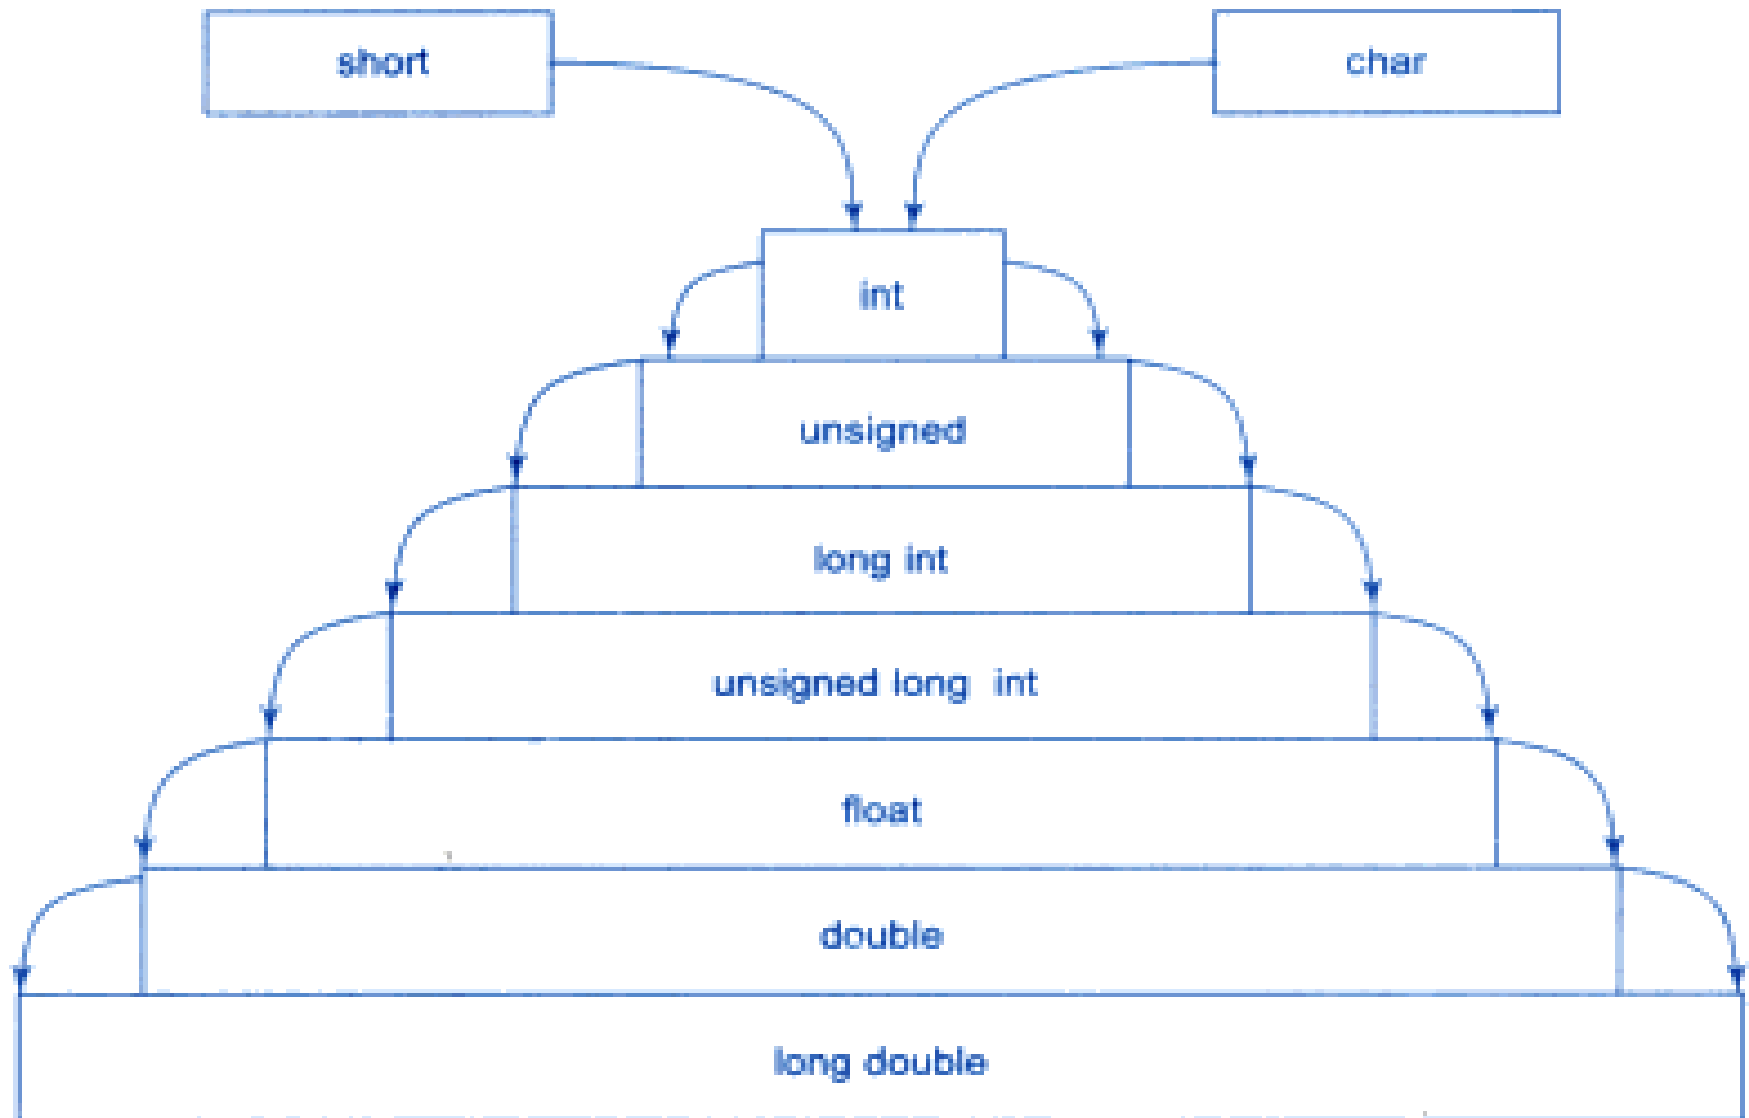 short
char
int
unsigned
long int
unsigned long int
float
double
long double